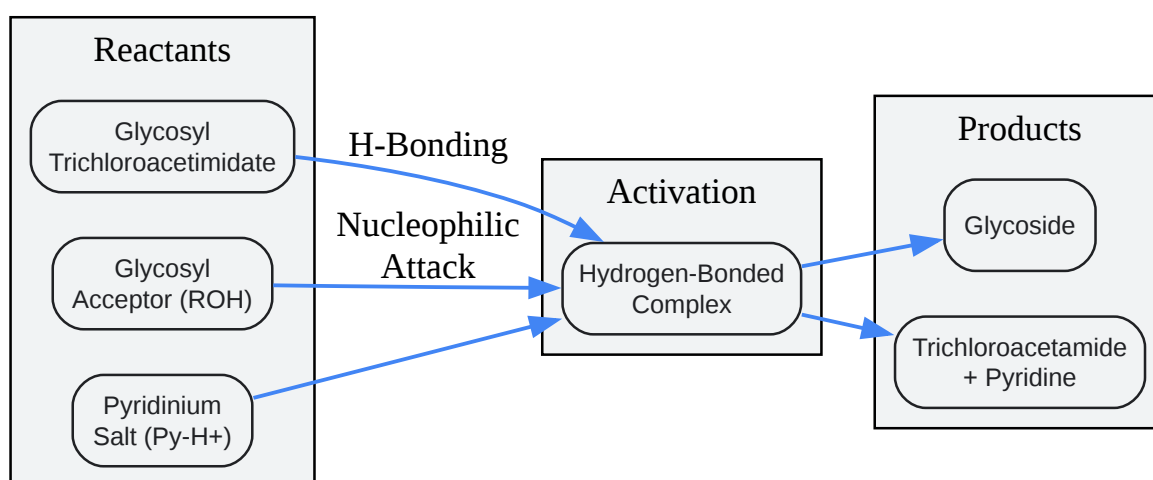 Reactants
Glycosyl
Trichloroacetimidate
Glycosyl
Acceptor (ROH)
Pyridinium
Salt (Py-H+)
H-Bonding
Nucleophilic
Attack
Activation
Hydrogen-Bonded
Complex
Products
Glycoside
Trichloroacetamide
+ Pyridine